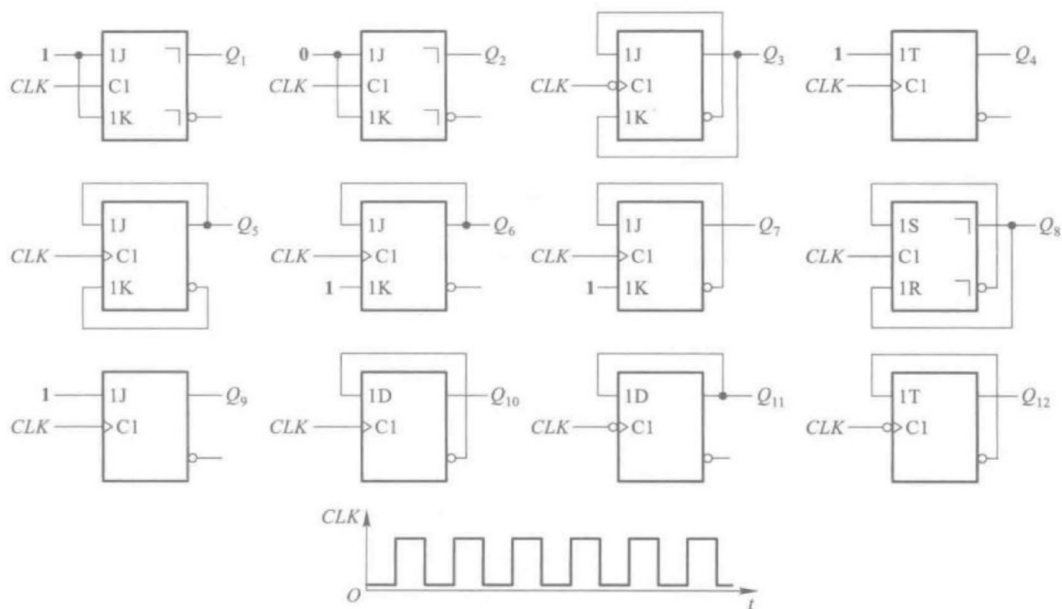 1 1J Q1
CLK C1
1K
0 1J Q2
CLK C1
1K
1J Q3
CLK C1
1K
1 1T Q4
CLK C1
1J Q5
CLK C1
1K
1J Q6
CLK C1
1 1K
1J Q7
CLK C1
1 1K
1S Q8
CLK C1
1R
1 1J Q9
CLK C1
1D Q10
CLK C1
1D Q11
CLK C1
1T Q12
CLK C1
CLK
O t